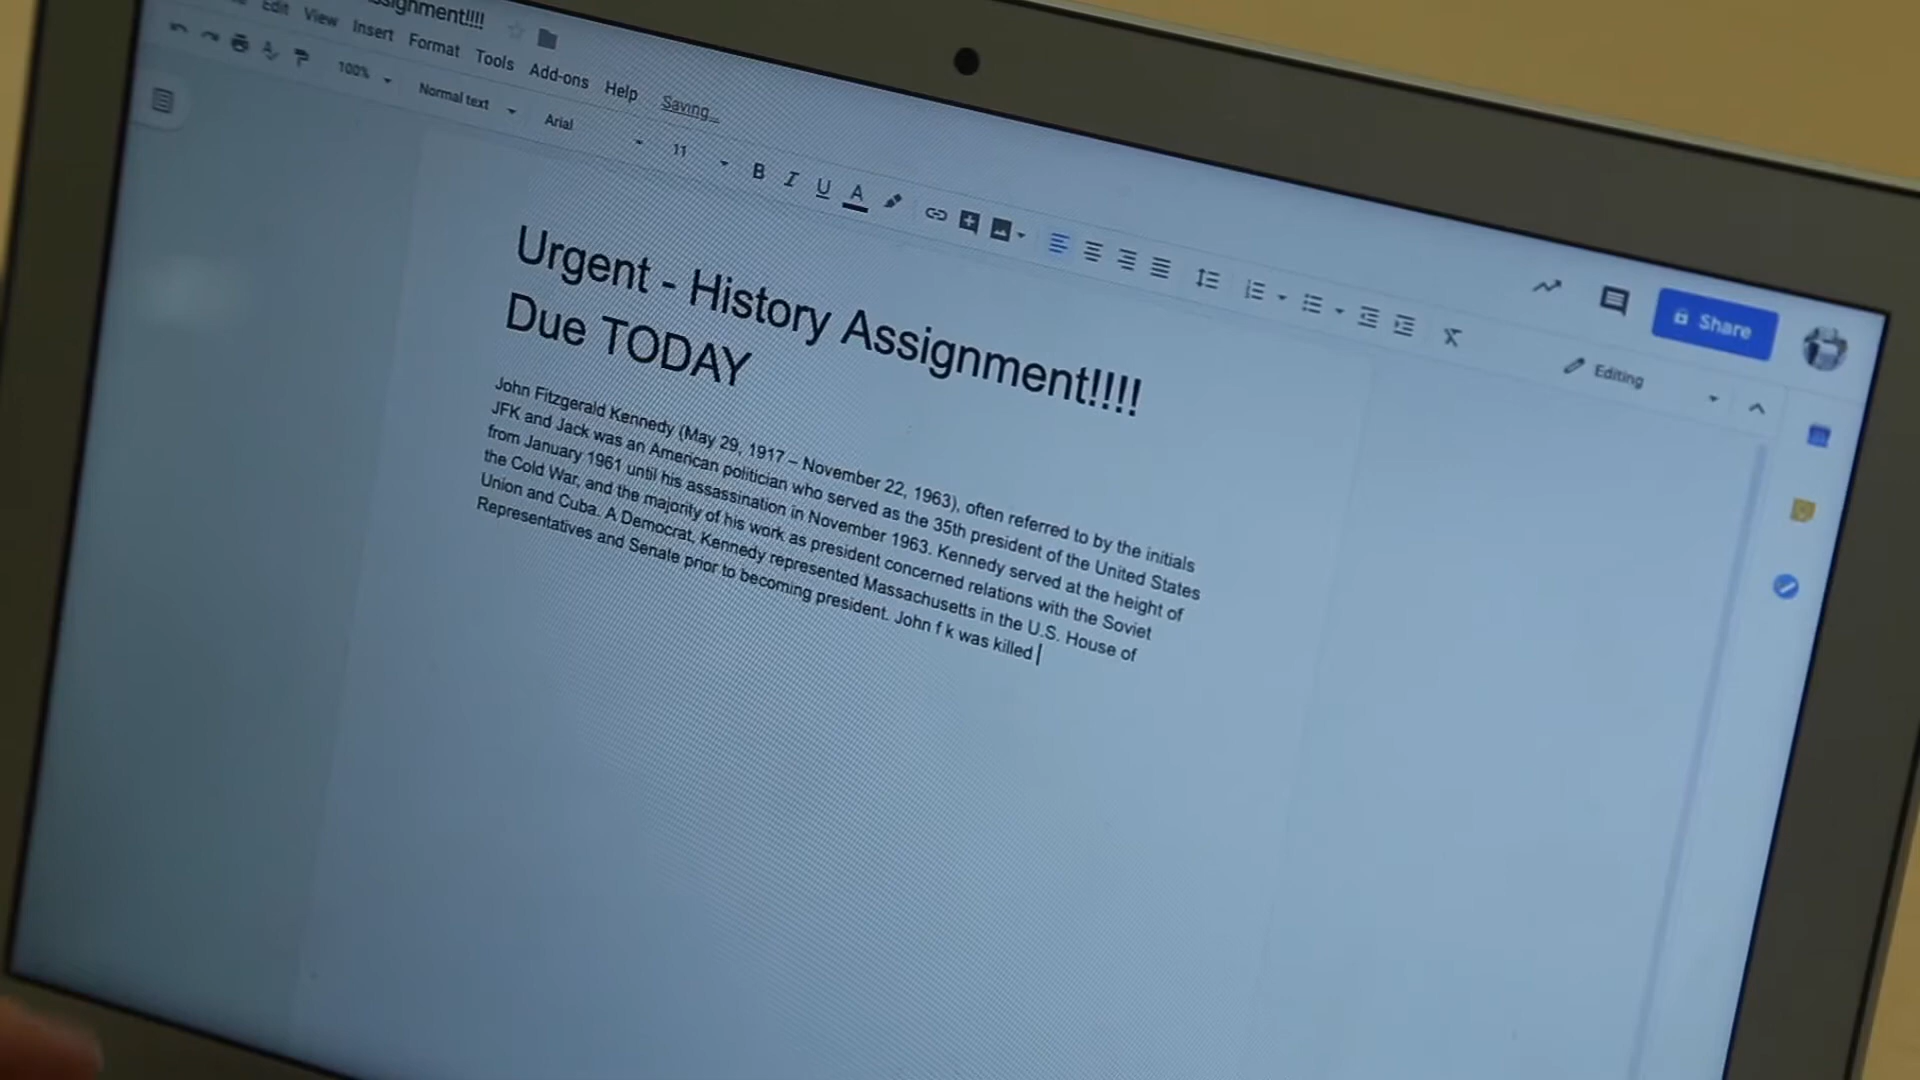 Edit View Insert Format Tools Add-ons Help Saving...
100% Normal text Arial 11 B I U A
Share
Editing
Urgent - History Assignment!!!!
Due TODAY
John Fitzgerald Kennedy (May 29, 1917 – November 22, 1963), often referred to by the initials
JFK and Jack was an American politician who served as the 35th president of the United States
from January 1961 until his assassination in November 1963. Kennedy served at the height of
the Cold War, and the majority of his work as president concerned relations with the Soviet
Union and Cuba. A Democrat, Kennedy represented Massachusetts in the U.S. House of
Representatives and Senate prior to becoming president. John f k was killed